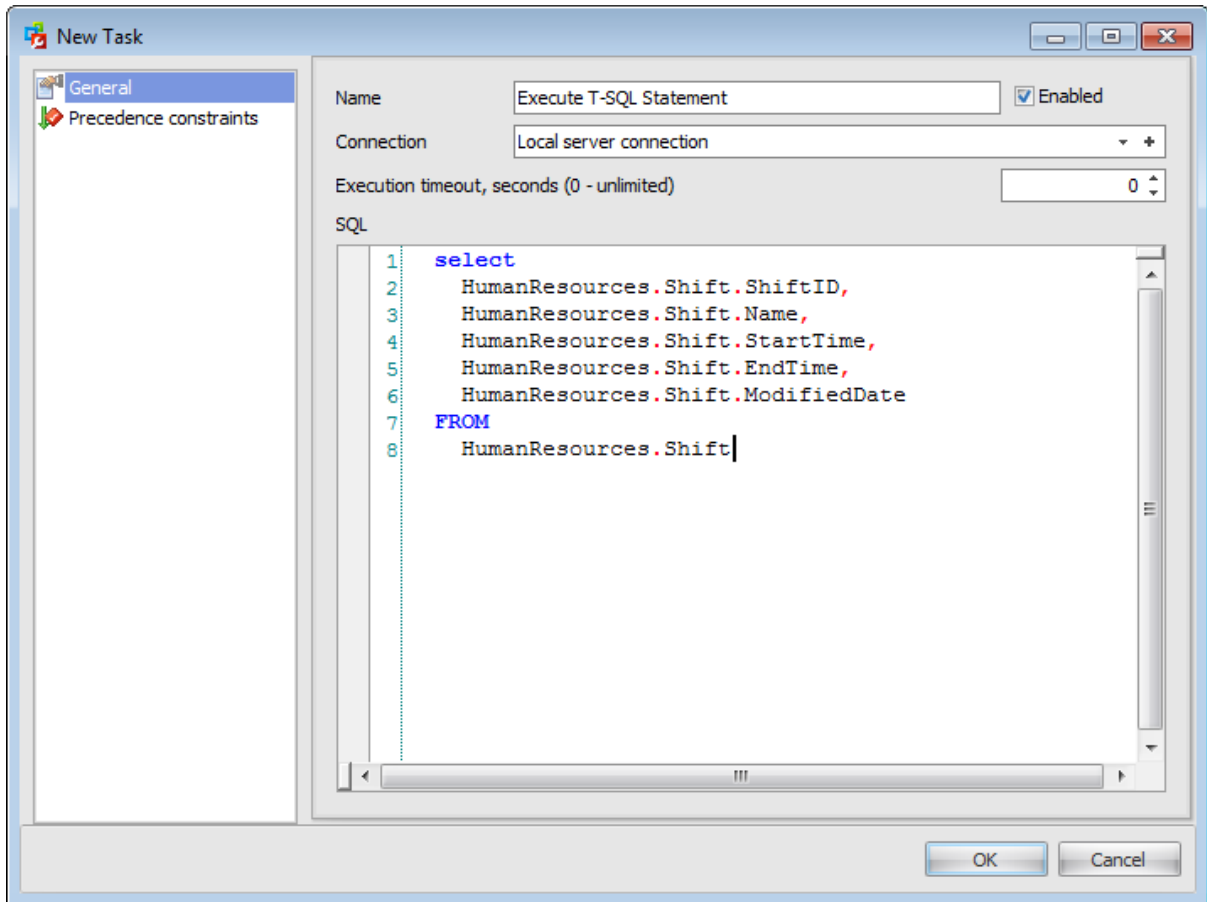 New Task
General
Precedence constraints
Name
Execute T-SQL Statement
Enabled
Connection
Local server connection
Execution timeout, seconds (0 - unlimited)
0
SQL
1 select
2 HumanResources.Shift.ShiftID,
3 HumanResources.Shift.Name,
4 HumanResources.Shift.StartTime,
5 HumanResources.Shift.EndTime,
6 HumanResources.Shift.ModifiedDate
7 FROM
8 HumanResources.Shift
OK
Cancel